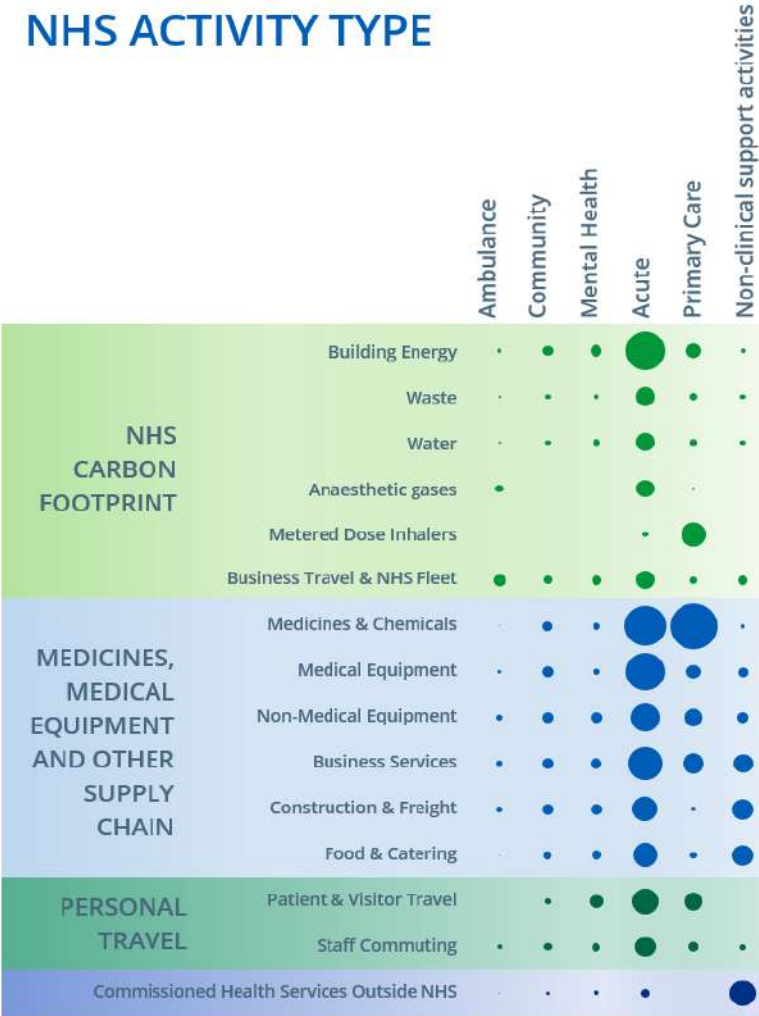 NHS ACTIVITY TYPE
Ambulance
Community
Mental Health
Acute
Primary Care
Non-clinical support activities
NHS
CARBON
FOOTPRINT
Building Energy
Waste
Water
Anaesthetic gases
Metered Dose Inhalers
Business Travel & NHS Fleet
MEDICINES,
MEDICAL
EQUIPMENT
AND OTHER
SUPPLY
CHAIN
Medicines & Chemicals
Medical Equipment
Non-Medical Equipment
Business Services
Construction & Freight
Food & Catering
PERSONAL
TRAVEL
Patient & Visitor Travel
Staff Commuting
Commissioned Health Services Outside NHS